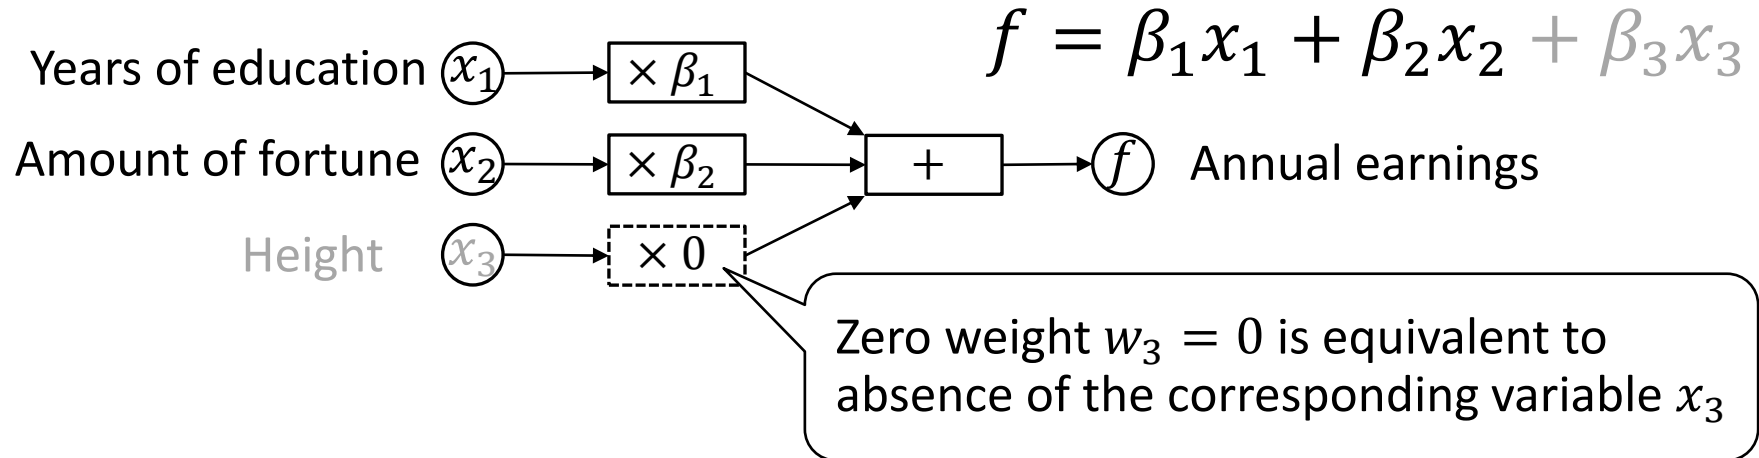 f = β₁x₁ + β₂x₂ + β₃x₃
Years of education x₁ × β₁
Amount of fortune x₂ × β₂ + f Annual earnings
Height x₃ × 0
Zero weight w₃ = 0 is equivalent to
absence of the corresponding variable x₃